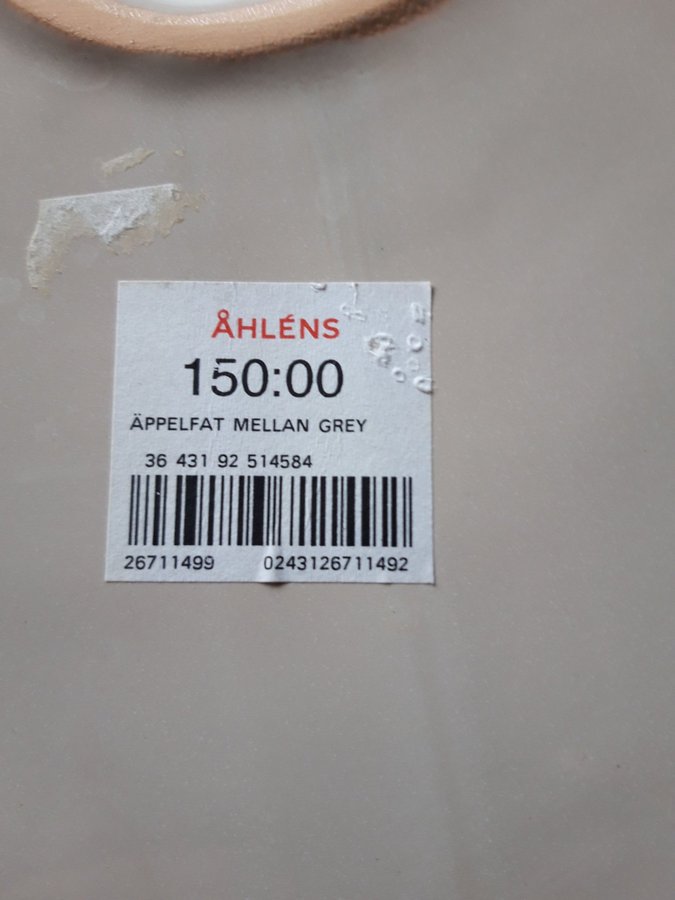 ÅHLÉNS
150:00
ÄPPELFAT MELLAN GREY
36 431 92 514584
26711499 0243126711492